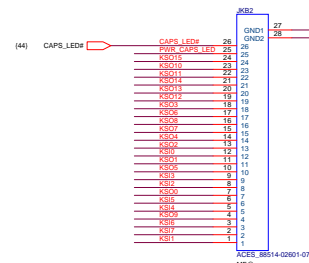 JKB2
GND1 27
GND2 28
(44) CAPS_LED# CAPS_LED# 26 26
PWR_CAPS_LED 25 25
KSO15 24 24
KSO10 23 23
KSO11 22 22
KSO14 21 21
KSO13 20 20
KSO12 19 19
KSO3 18 18
KSO6 17 17
KSO8 16 16
KSO7 15 15
KSO4 14 14
KSO2 13 13
KSI0 12 12
KSO1 11 11
KSO5 10 10
KSI3 9 9
KSI2 8 8
KSO0 7 7
KSI5 6 6
KSI4 5 5
KSO9 4 4
KSI6 3 3
KSI7 2 2
KSI1 1 1
ACES_88514-02601-07